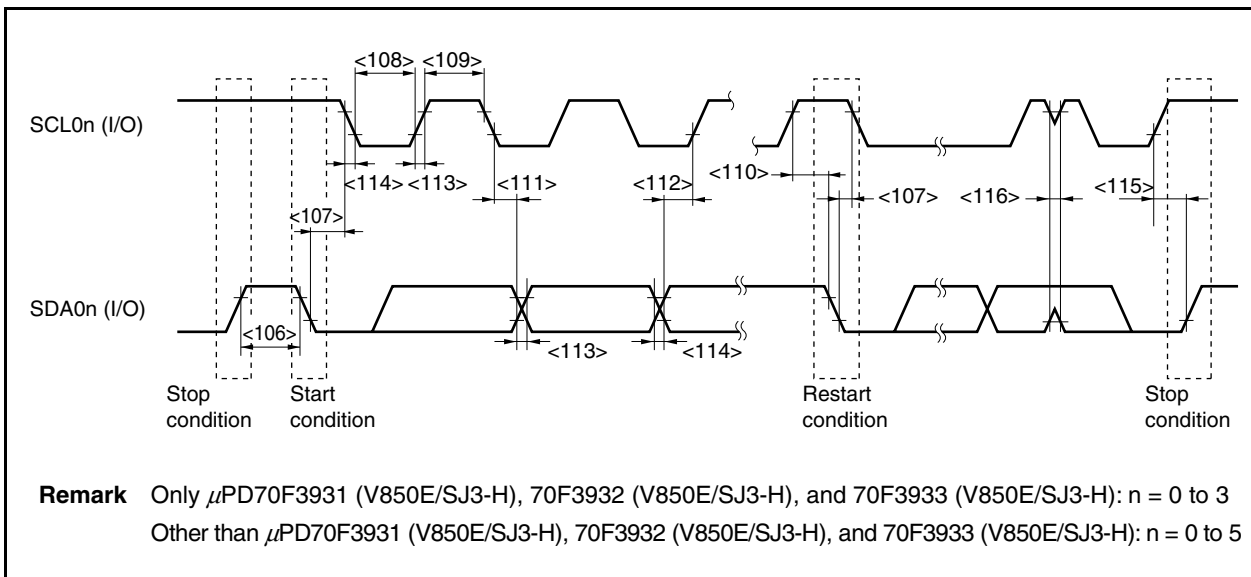 <108> <109>
SCL0n (I/O)
<114> <113> <111> <112> <110> <107> <116> <115>
<107>
SDA0n (I/O)
<106> <113> <114>
Stop condition
Start condition
Restart condition
Stop condition
Remark Only μPD70F3931 (V850E/SJ3-H), 70F3932 (V850E/SJ3-H), and 70F3933 (V850E/SJ3-H): n = 0 to 3
Other than μPD70F3931 (V850E/SJ3-H), 70F3932 (V850E/SJ3-H), and 70F3933 (V850E/SJ3-H): n = 0 to 5